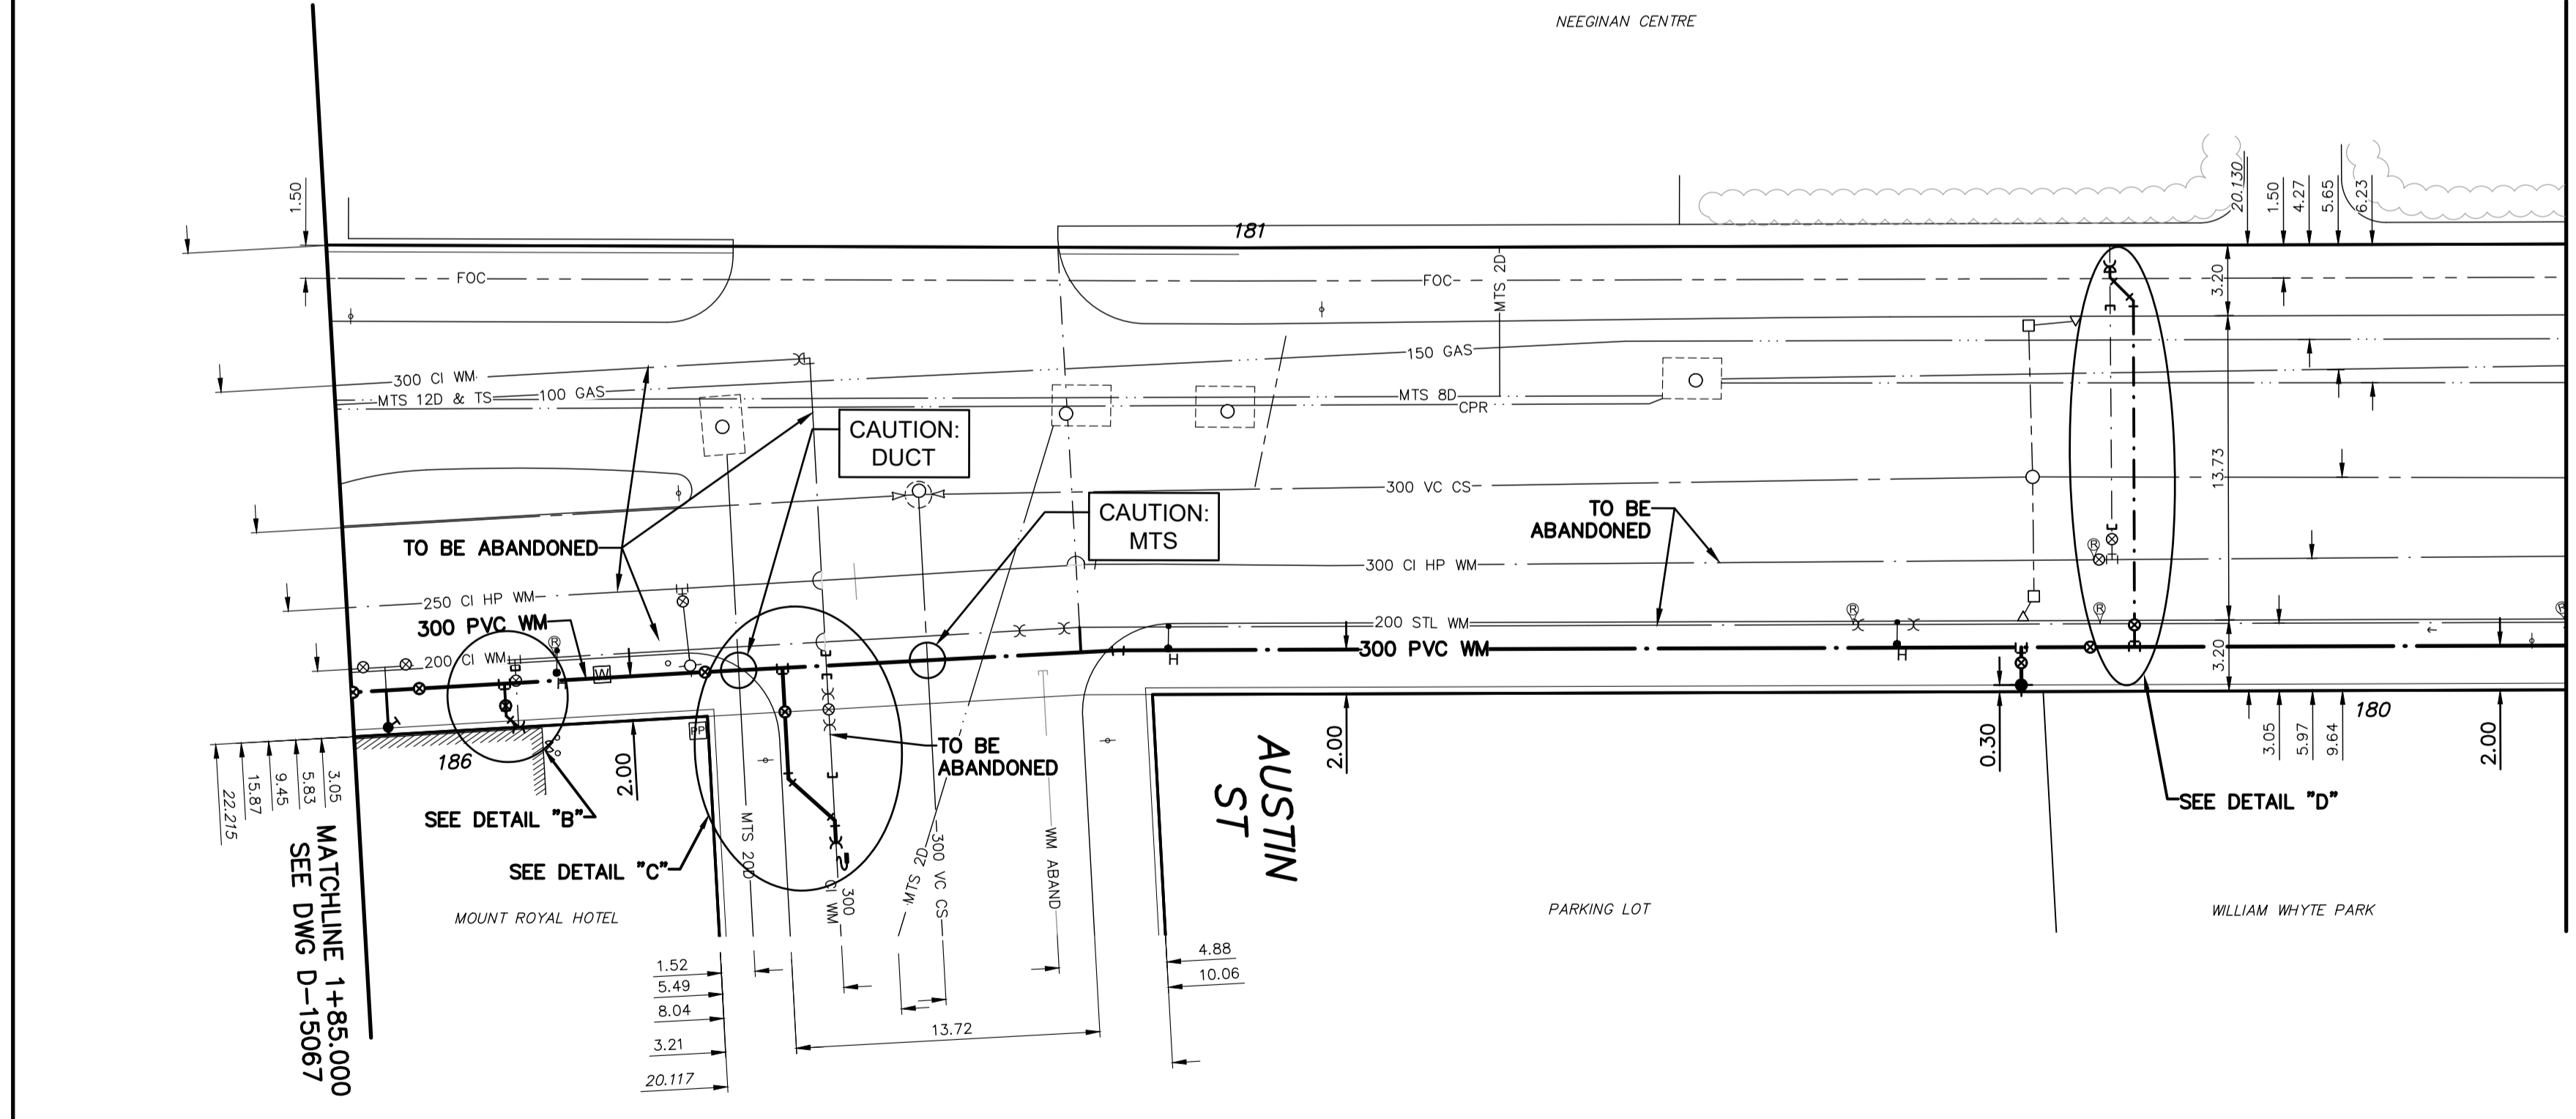 NEEGINAN CENTRE
1.50
20.130
1.50
4.27
5.65
6.23
181
FOC
FOC
MTS 2D
3.20
300 CI WM
150 GAS
MTS 12D & TS
100 GAS
MTS 8D
CPR
CAUTION:
DUCT
13.73
300 VC CS
CAUTION:
MTS
TO BE
ABANDONED
TO BE ABANDONED
300 CI HP WM
R
250 CI HP WM
300 PVC WM
200 STL WM
R
R
R
R
200 CI WM
W
300 PVC WM
H
H
H
3.20
PP
186
2.00
TO BE
ABANDONED
2.00
0.30
180
3.05
5.97
9.64
2.00
22.215
15.87
9.45
5.83
3.05
SEE DETAIL "B"
SEE DETAIL "C"
SEE DETAIL "D"
AUSTIN
ST
MATCHLINE 1+85.000
SEE DWG D-15067
MTS 20D
300
CI WM
MTS 2D
300 VC CS
WM ABAND
MOUNT ROYAL HOTEL
PARKING LOT
WILLIAM WHYTE PARK
1.52
5.49
8.04
3.21
20.117
13.72
4.88
10.06